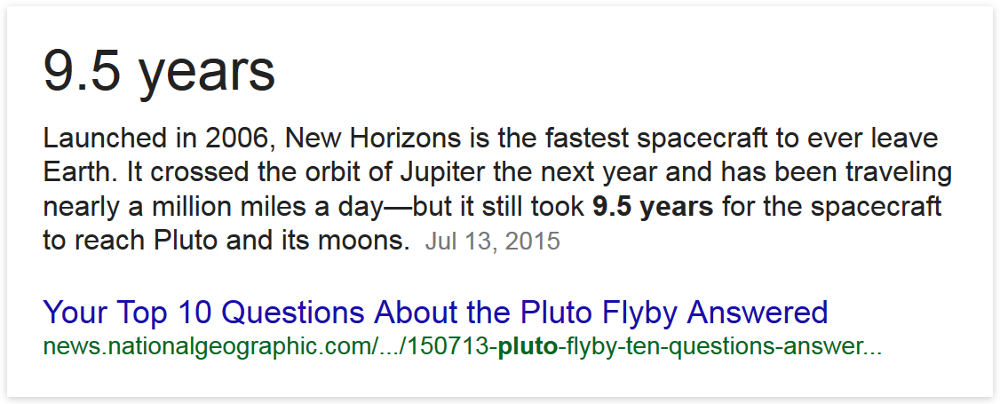 9.5 years
Launched in 2006, New Horizons is the fastest spacecraft to ever leave
Earth. It crossed the orbit of Jupiter the next year and has been traveling
nearly a million miles a day—but it still took 9.5 years for the spacecraft
to reach Pluto and its moons. Jul 13, 2015
Your Top 10 Questions About the Pluto Flyby Answered
news.nationalgeographic.com/.../150713-pluto-flyby-ten-questions-answer...